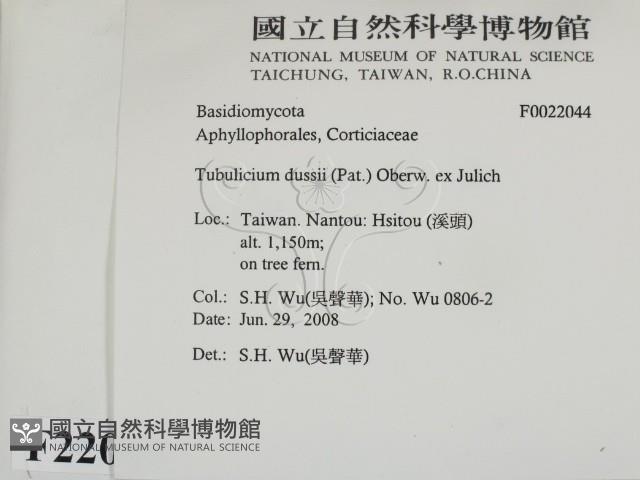 國立自然科學博物館
NATIONAL MUSEUM OF NATURAL SCIENCE
TAICHUNG, TAIWAN, R.O.CHINA
Basidiomycota F0022044
Aphyllophorales, Corticiaceae
Tubulicium dussii (Pat.) Oberw. ex Julich
Loc.: Taiwan. Nantou: Hsitou (溪頭)
alt. 1,150m;
on tree fern.
Col.: S.H. Wu(吳聲華); No. Wu 0806-2
Date: Jun. 29, 2008
Det.: S.H. Wu(吳聲華)
國立自然科學博物館
NATIONAL MUSEUM OF NATURAL SCIENCE
F220